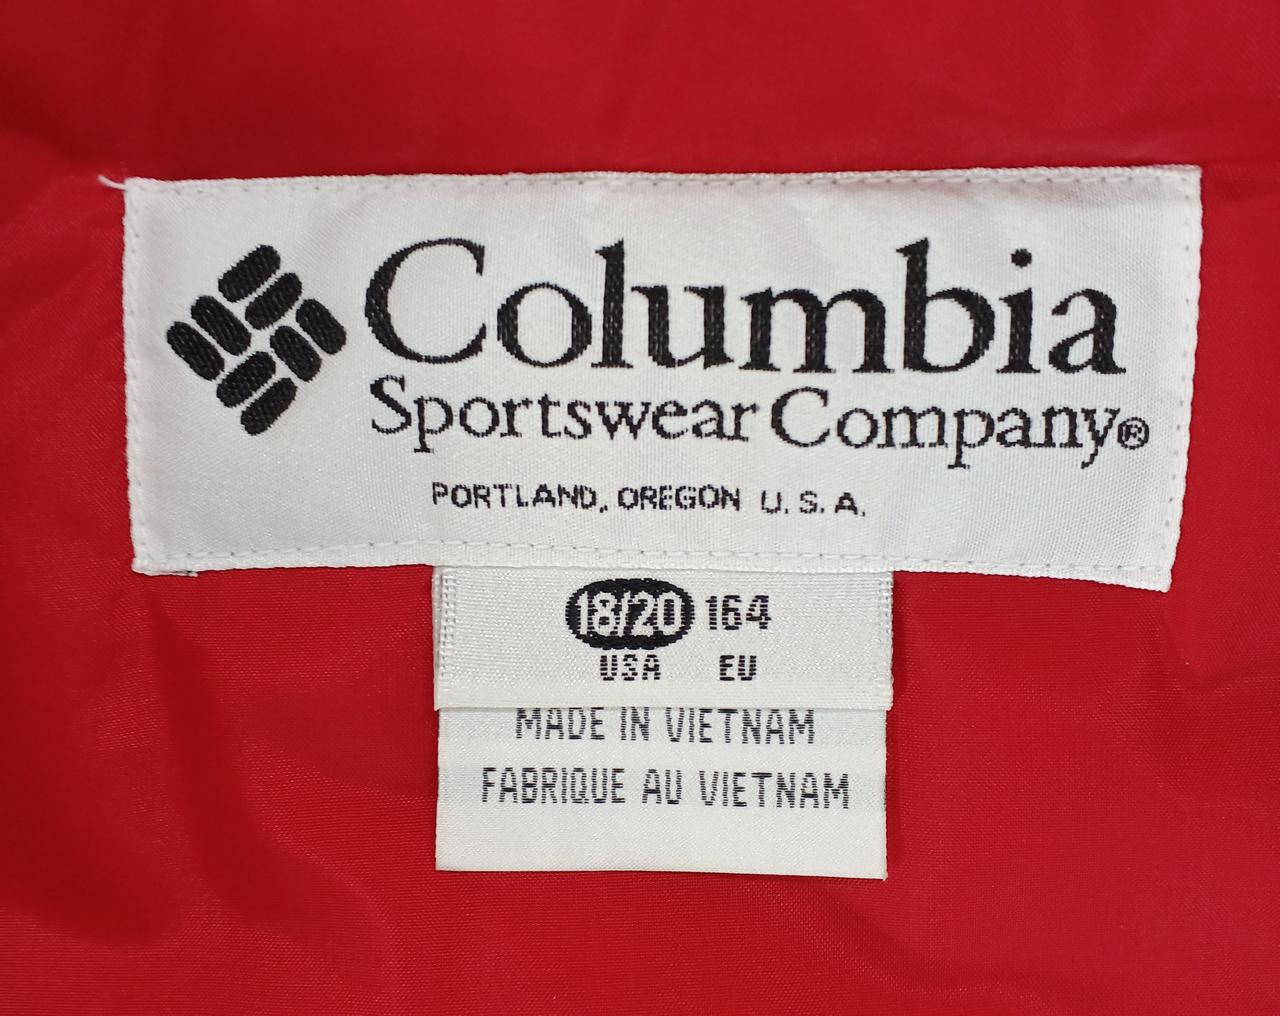 Columbia
Sportswear Company®
PORTLAND, OREGON U.S.A.
18/20 164
USA EU
MADE IN VIETNAM
FABRIQUE AU VIETNAM